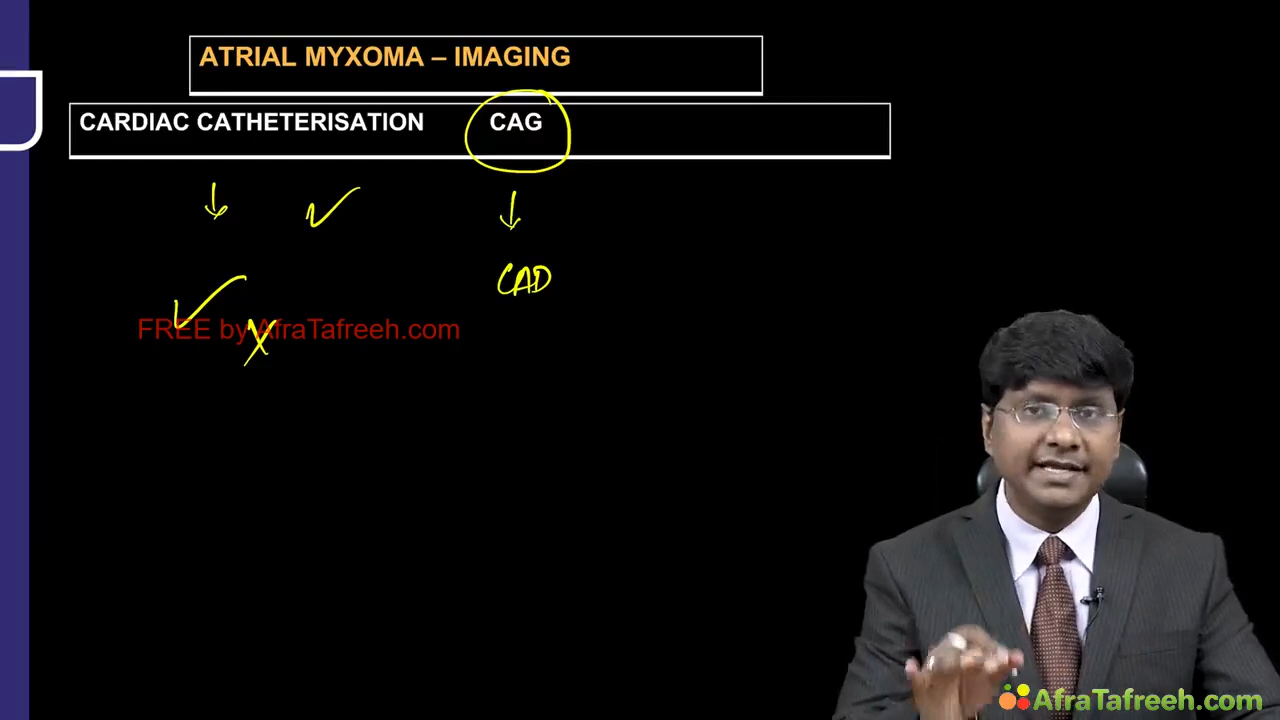 ATRIAL MYXOMA – IMAGING
CARDIAC CATHETERISATION CAG
CAD
FREE by AfraTafreeh.com
AfraTafreeh.com